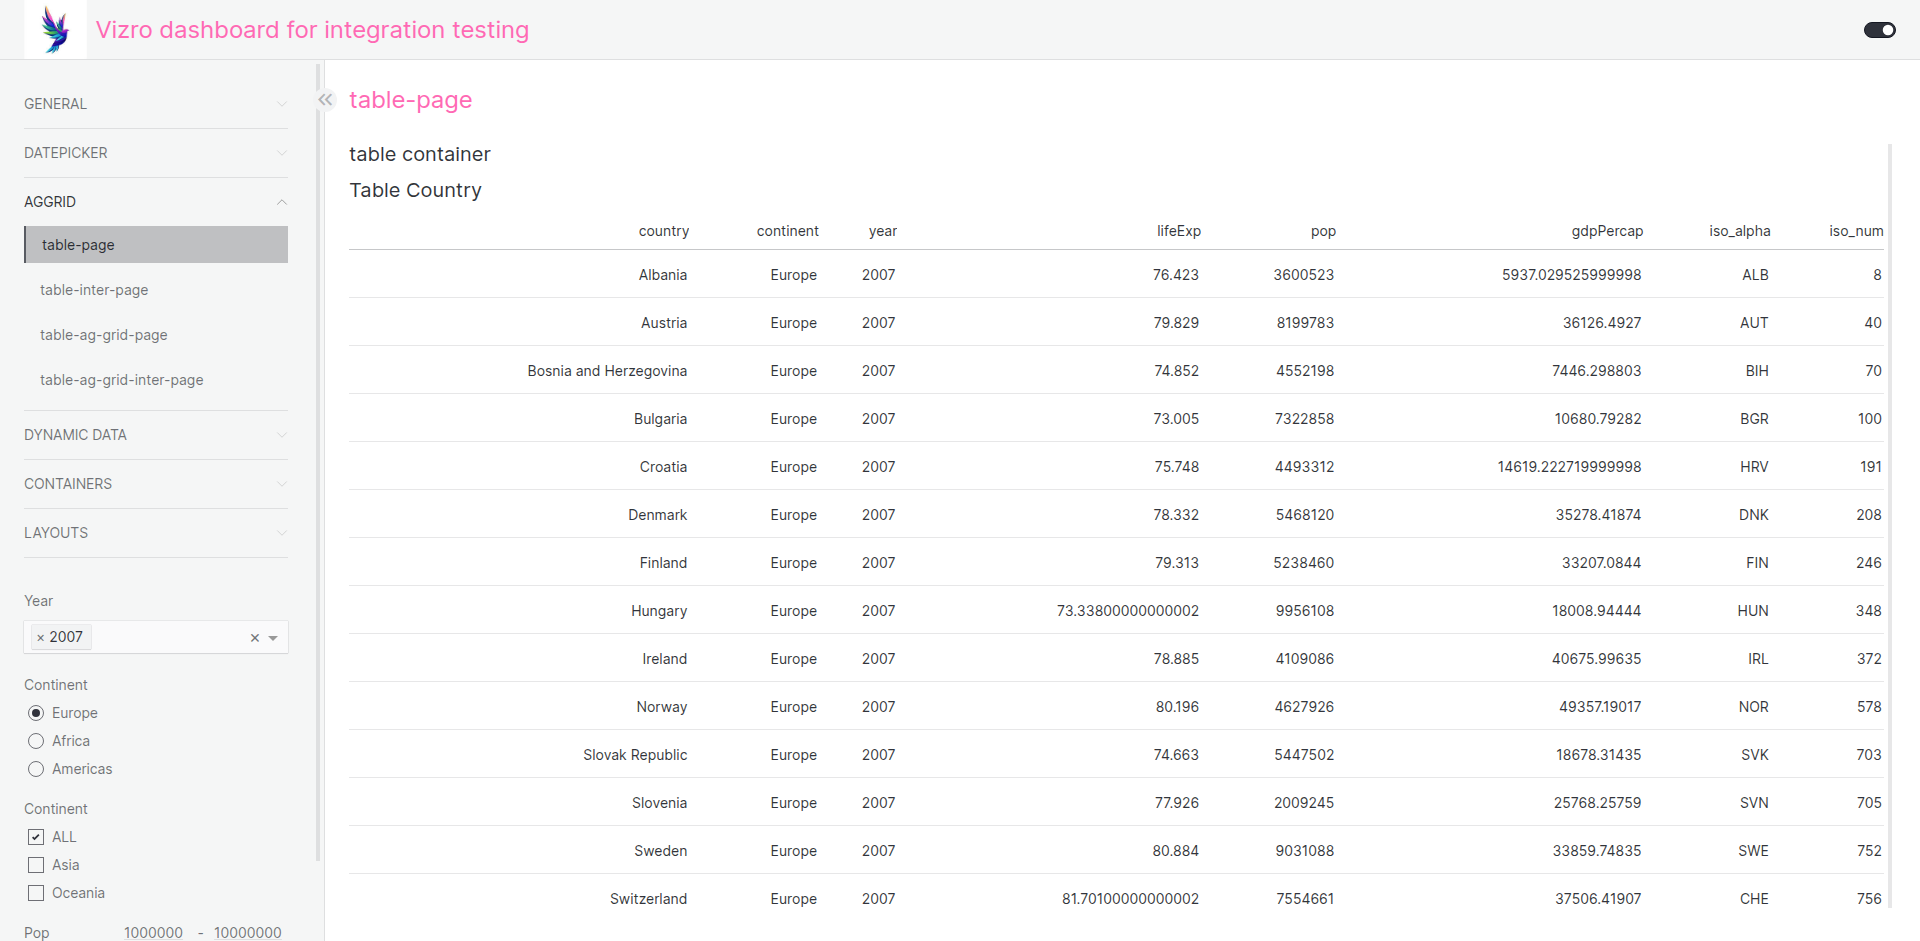 Vizro dashboard for integration testing
GENERAL
DATEPICKER
AGGRID
table-page
table-inter-page
table-ag-grid-page
table-ag-grid-inter-page
DYNAMIC DATA
CONTAINERS
LAYOUTS
Year
× 2007 ×
Continent
Europe
Africa
Americas
Continent
ALL
Asia
Oceania
Pop 1000000 - 10000000
table-page
table container
Table Country
country continent year lifeExp pop gdpPercap iso_alpha iso_num
Albania Europe 2007 76.423 3600523 5937.029525999998 ALB 8
Austria Europe 2007 79.829 8199783 36126.4927 AUT 40
Bosnia and Herzegovina Europe 2007 74.852 4552198 7446.298803 BIH 70
Bulgaria Europe 2007 73.005 7322858 10680.79282 BGR 100
Croatia Europe 2007 75.748 4493312 14619.222719999998 HRV 191
Denmark Europe 2007 78.332 5468120 35278.41874 DNK 208
Finland Europe 2007 79.313 5238460 33207.0844 FIN 246
Hungary Europe 2007 73.33800000000002 9956108 18008.94444 HUN 348
Ireland Europe 2007 78.885 4109086 40675.99635 IRL 372
Norway Europe 2007 80.196 4627926 49357.19017 NOR 578
Slovak Republic Europe 2007 74.663 5447502 18678.31435 SVK 703
Slovenia Europe 2007 77.926 2009245 25768.25759 SVN 705
Sweden Europe 2007 80.884 9031088 33859.74835 SWE 752
Switzerland Europe 2007 81.70100000000002 7554661 37506.41907 CHE 756